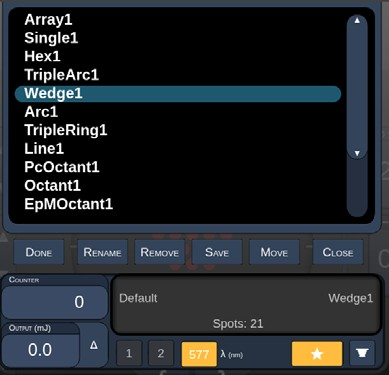 Array1
Single1
Hex1
TripleArc1
Wedge1
Arc1
TripleRing1
Line1
PcOctant1
Octant1
EpMOctant1
DONE RENAME REMOVE SAVE MOVE CLOSE
COUNTER
0
Default Wedge1
Spots: 21
OUTPUT (mJ)
0.0 Δ
1 2 577 λ (nm)